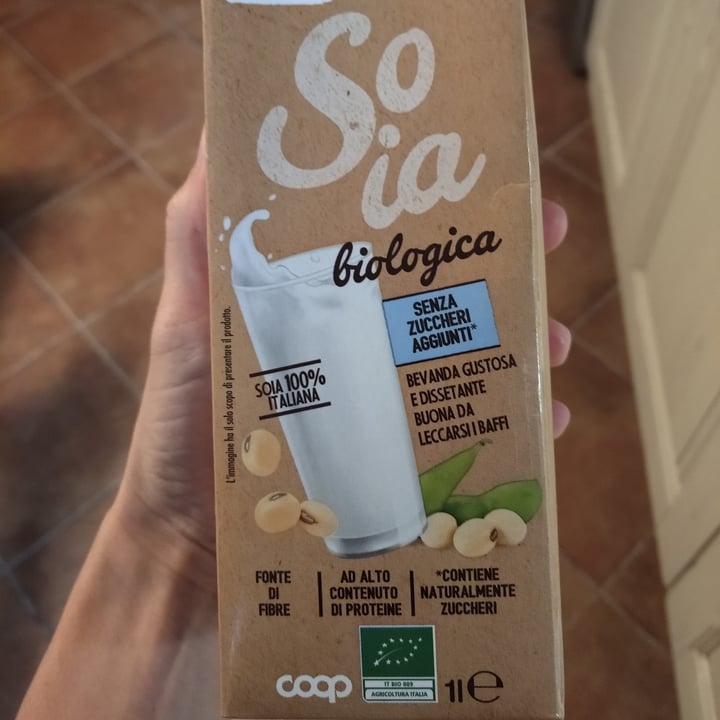 So
ia
biologica
SENZA
ZUCCHERI
AGGIUNTI*
BEVANDA GUSTOSA
E DISSETANTE
BUONA DA
LECCARSI I BAFFI
SOIA 100%
ITALIANA
L'immagine ha il solo scopo di presentare il prodotto.
FONTE
DI
FIBRE
AD ALTO
CONTENUTO
DI PROTEINE
*CONTIENE
NATURALMENTE
ZUCCHERI
coop
IT BIO 009
AGRICOLTURA ITALIA
1l e